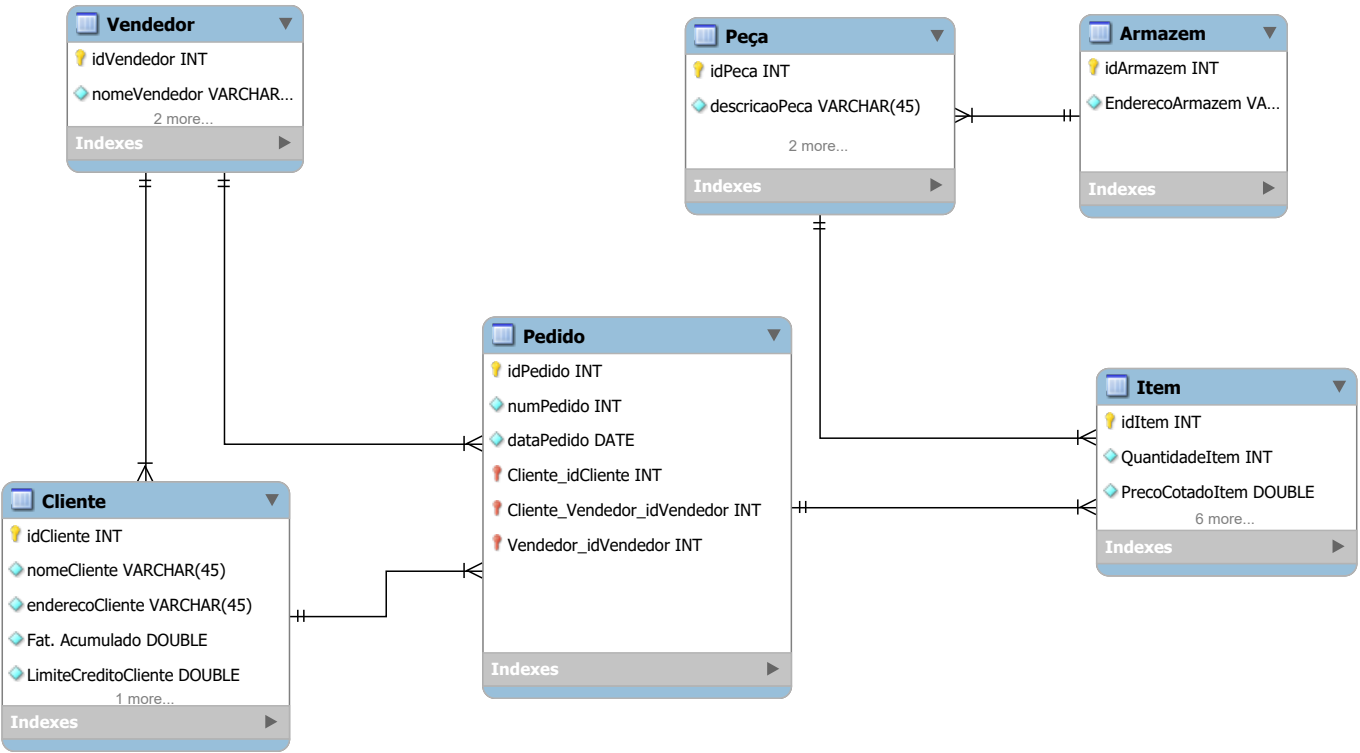 Vendedor
idVendedor INT
nomeVendedor VARCHAR...
2 more...
Indexes
Peça
idPeca INT
descricaoPeca VARCHAR(45)
2 more...
Indexes
Armazem
idArmazem INT
EnderecoArmazem VA...
Indexes
Pedido
idPedido INT
numPedido INT
dataPedido DATE
Cliente_idCliente INT
Cliente_Vendedor_idVendedor INT
Vendedor_idVendedor INT
Indexes
Item
idItem INT
QuantidadeItem INT
PrecoCotadoItem DOUBLE
6 more...
Indexes
Cliente
idCliente INT
nomeCliente VARCHAR(45)
enderecoCliente VARCHAR(45)
Fat. Acumulado DOUBLE
LimiteCreditoCliente DOUBLE
1 more...
Indexes